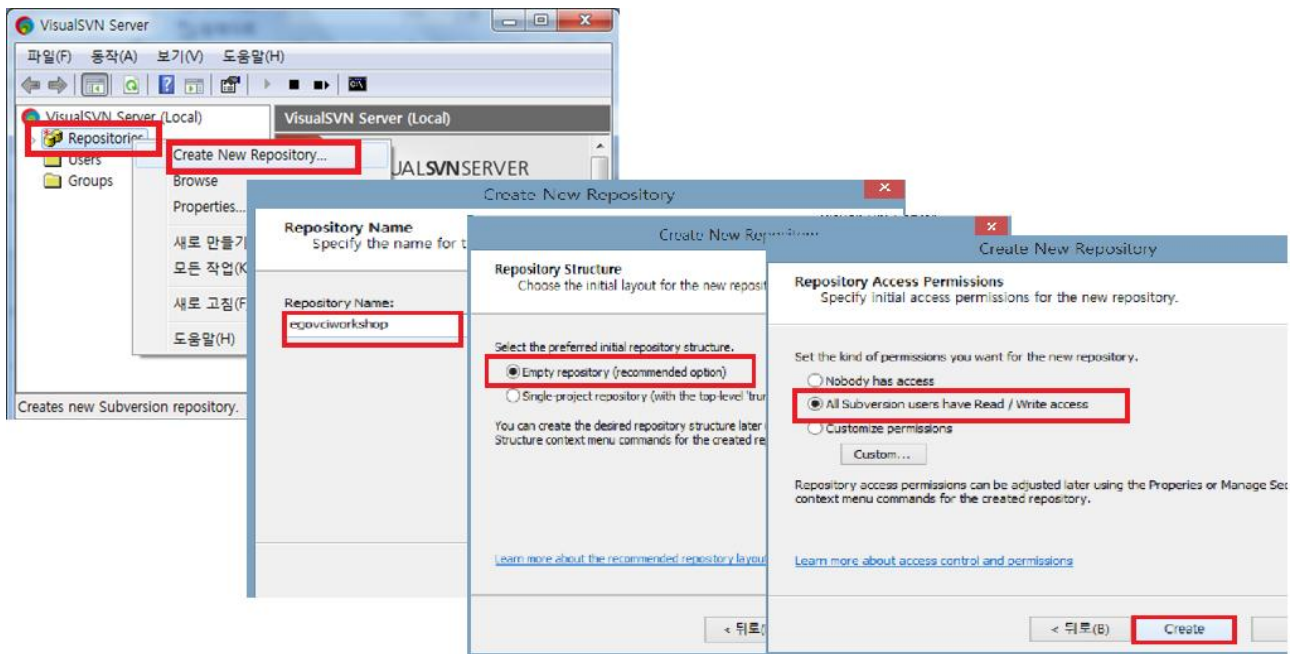 VisualSVN Server
파일(F) 동작(A) 보기(V) 도움말(H)
VisualSVN Server (Local)
Repositories
Users
Groups
VisualSVN Server (Local)
UALSVNSERVER
Create New Repository...
Browse
Properties...
새로 만들기
모든 작업(K
새로 고침(F
도움말(H)
Creates new Subversion repository.
Create New Repository
Repository Name
Specify the name for t
Repository Name:
egovciworkshop
Create New Repository
Repository Structure
Choose the initial layout for the new reposit
Select the preferred initial repository structure.
Empty repository (recommended option)
Single-project repository (with the top-level 'trun
You can create the desired repository structure later
Structure context menu commands for the created re
Learn more about the recommended repository layout
< 뒤로(
Create New Repository
Repository Access Permissions
Specify initial access permissions for the new repository.
Set the kind of permissions you want for the new repository.
Nobody has access
All Subversion users have Read / Write access
Customize permissions
Custom...
Repository access permissions can be adjusted later using the Properies or Manage Sec
context menu commands for the created repository.
Learn more about access control and permissions
< 뒤로(B)
Create